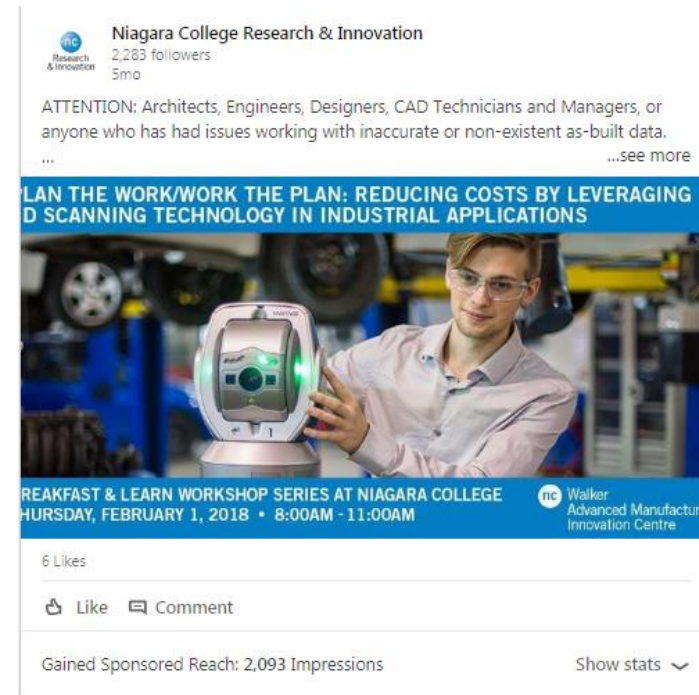 nc
Research
& Innovation
Niagara College Research & Innovation
2,283 followers
5mo
ATTENTION: Architects, Engineers, Designers, CAD Technicians and Managers, or
anyone who has had issues working with inaccurate or non-existent as-built data.
...
...see more
LAN THE WORK/WORK THE PLAN: REDUCING COSTS BY LEVERAGING
D SCANNING TECHNOLOGY IN INDUSTRIAL APPLICATIONS
REAKFAST & LEARN WORKSHOP SERIES AT NIAGARA COLLEGE
HURSDAY, FEBRUARY 1, 2018 • 8:00AM - 11:00AM
nc
Walker
Advanced Manufactur
Innovation Centre
6 Likes
Like Comment
Gained Sponsored Reach: 2,093 Impressions
Show stats